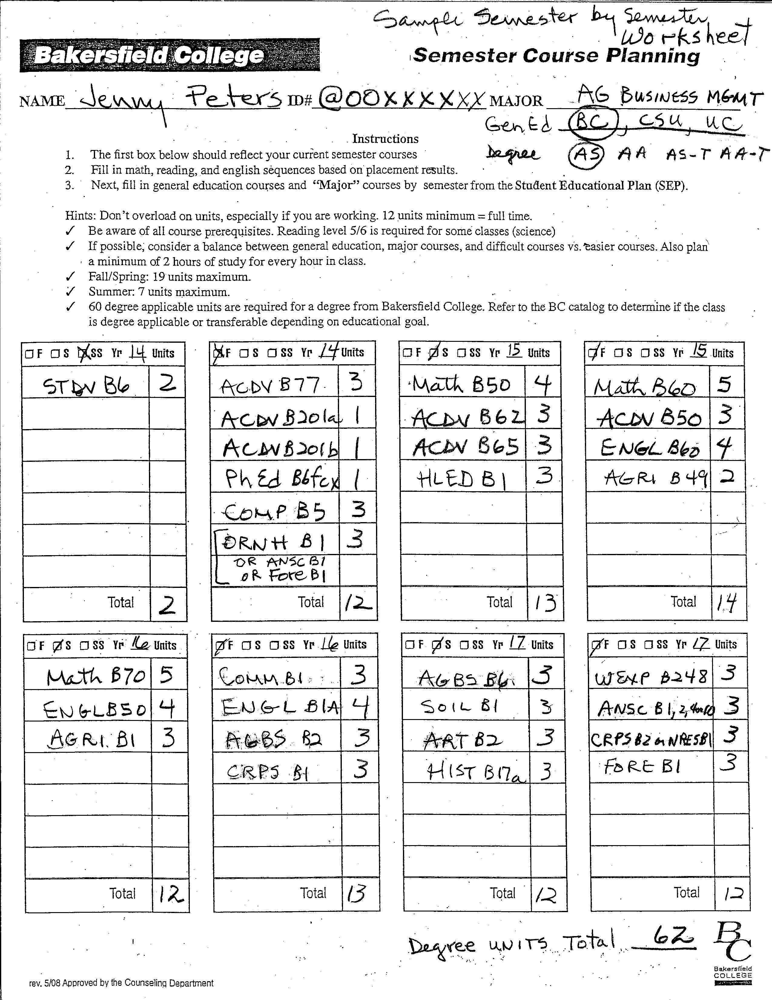 Sample Semester by Semester
Worksheet
Bakersfield College
Semester Course Planning
NAME Jenny Peters ID# @00XXXXXX MAJOR AG BUSINESS MGMT
Gen Ed BC, CSU, UC
Degree AS AA AS-T AA-T
Instructions
1. The first box below should reflect your current semester courses
2. Fill in math, reading, and english sequences based on placement results.
3. Next, fill in general education courses and "Major" courses by semester from the Student Educational Plan (SEP).
Hints: Don't overload on units, especially if you are working. 12 units minimum = full time.
✓ Be aware of all course prerequisites. Reading level 5/6 is required for some classes (science)
✓ If possible, consider a balance between general education, major courses, and difficult courses vs. easier courses. Also plan
a minimum of 2 hours of study for every hour in class.
✓ Fall/Spring: 19 units maximum.
✓ Summer: 7 units maximum.
✓ 60 degree applicable units are required for a degree from Bakersfield College. Refer to the BC catalog to determine if the class
is degree applicable or transferable depending on educational goal.
☐F ☐S ☒SS Yr 14 Units
STDV B6 2
Total 2
☒F ☐S ☐SS Yr 14 Units
ACDV B77 3
ACDV B201a 1
ACDV B201b 1
Ph Ed B6fcx 1
COMP B5 3
ORNH B1 3
OR ANSC B1
OR Fore B1
Total 12
☐F ☒S ☐SS Yr 15 Units
Math B50 4
ACDV B62 3
ACDV B65 3
HLED B1 3
Total 13
☒F ☐S ☐SS Yr 15 Units
Math B60 5
ACDV B50 3
ENGL B60 4
AGRI B49 2
Total 14
☐F ☒S ☐SS Yr 16 Units
Math B70 5
ENGL B50 4
AGRI B1 3
Total 12
☒F ☐S ☐SS Yr 16 Units
COMM B1 3
ENGL B1A 4
AGBS B2 3
CRPS B1 3
Total 13
☐F ☒S ☐SS Yr 17 Units
AGBS B6 3
SOIL B1 3
ART B2 3
HIST B17a 3
Total 12
☒F ☐S ☐SS Yr 17 Units
WEXP B248 3
ANSC B1, 2, 4 or 10 3
CRPS B2 or NRES B1 3
FORE B1 3
Total 12
Degree UNITS Total 62
BC
Bakersfield
COLLEGE
rev. 5/08 Approved by the Counseling Department